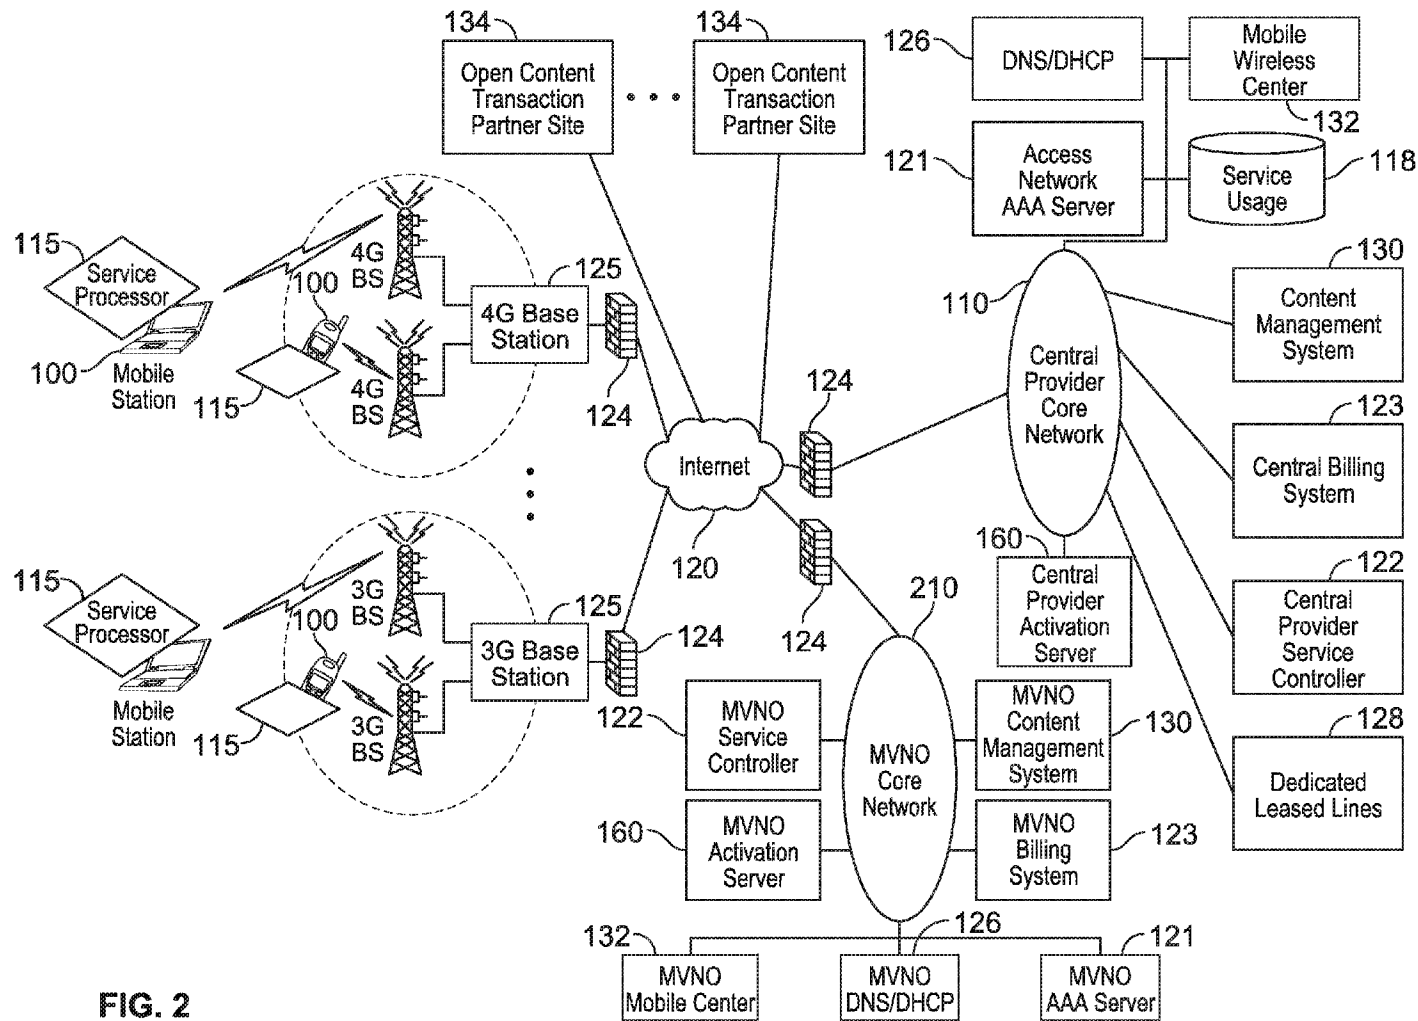 134
Open Content
Transaction
Partner Site
134
Open Content
Transaction
Partner Site
126
DNS/DHCP
Mobile
Wireless
Center
132
121
Access
Network
AAA Server
Service
Usage
118
115
Service
Processor
100
Mobile
Station
4G
BS
100
115
4G
BS
125
4G Base
Station
124
110
Central
Provider
Core
Network
130
Content
Management
System
123
Central Billing
System
124
Internet
120
124
160
Central
Provider
Activation
Server
122
Central
Provider
Service
Controller
128
Dedicated
Leased Lines
115
Service
Processor
Mobile
Station
3G
BS
100
115
3G
BS
125
3G Base
Station
124
210
MVNO
Core
Network
122
MVNO
Service
Controller
MVNO
Content
Management
System
130
160
MVNO
Activation
Server
MVNO
Billing
System
123
132
MVNO
Mobile Center
126
MVNO
DNS/DHCP
121
MVNO
AAA Server
FIG. 2